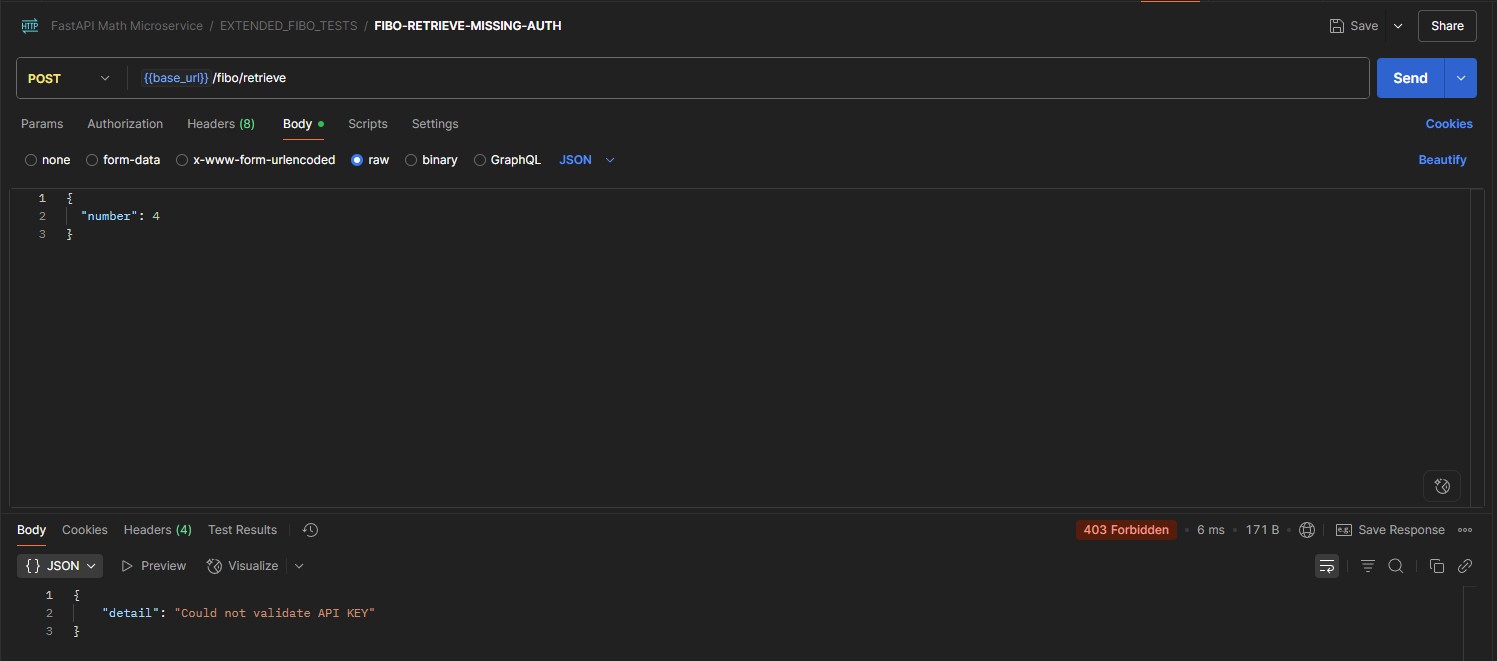 HTTP FastAPI Math Microservice / EXTENDED_FIBO_TESTS / FIBO-RETRIEVE-MISSING-AUTH Save Share
POST {{base_url}} /fibo/retrieve Send
Params Authorization Headers (8) Body Scripts Settings Cookies
none form-data x-www-form-urlencoded raw binary GraphQL JSON Beautify
1 {
2 "number": 4
3 }
Body Cookies Headers (4) Test Results 403 Forbidden • 6 ms • 171 B • e.g. Save Response
{} JSON Preview Visualize
1 {
2 "detail": "Could not validate API KEY"
3 }